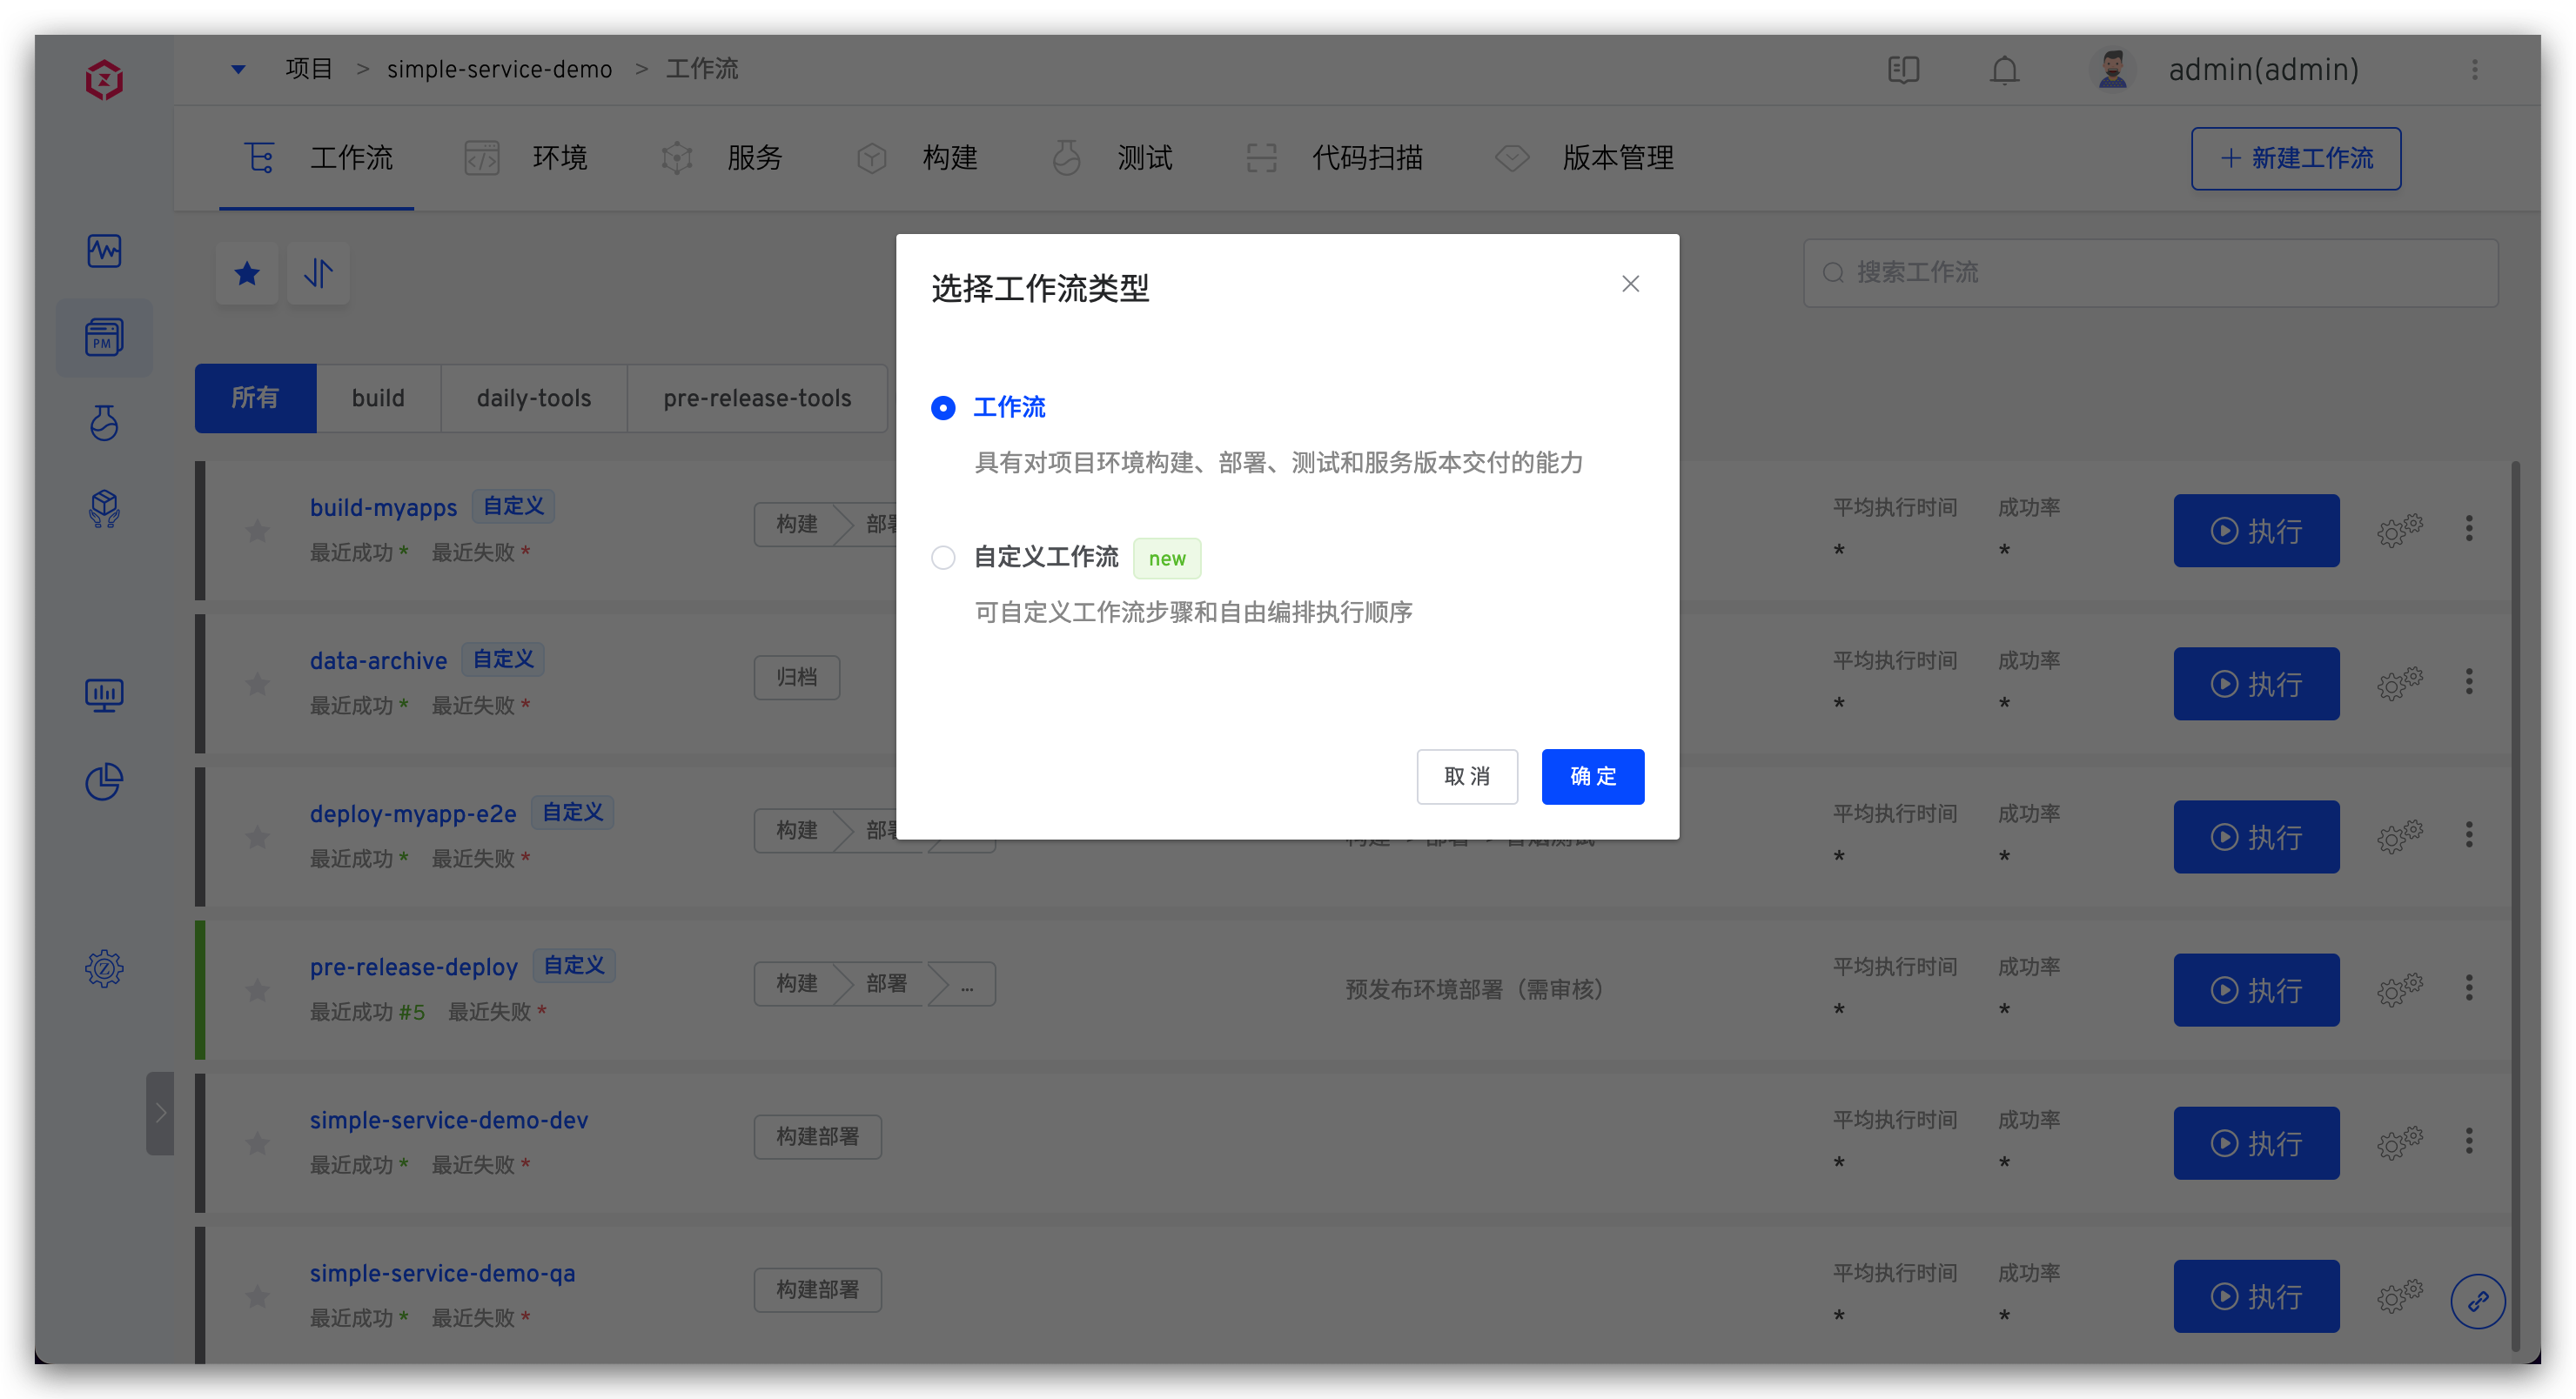 项目 > simple-service-demo > 工作流
admin(admin)
工作流 环境 服务 构建 测试 代码扫描 版本管理
+ 新建工作流
PM
搜索工作流
所有 build daily-tools pre-release-tools
选择工作流类型
工作流
具有对项目环境构建、部署、测试和服务版本交付的能力
自定义工作流 new
可自定义工作流步骤和自由编排执行顺序
取消 确定
build-myapps 自定义
最近成功 * 最近失败 *
构建
平均执行时间 成功率
* *
执行
data-archive 自定义
最近成功 * 最近失败 *
归档
平均执行时间 成功率
* *
执行
deploy-myapp-e2e 自定义
最近成功 * 最近失败 *
构建
平均执行时间 成功率
* *
执行
pre-release-deploy 自定义
最近成功 #5 最近失败 *
构建 部署 ...
预发布环境部署（需审核）
平均执行时间 成功率
* *
执行
simple-service-demo-dev
最近成功 * 最近失败 *
构建部署
平均执行时间 成功率
* *
执行
simple-service-demo-qa
最近成功 * 最近失败 *
构建部署
平均执行时间 成功率
* *
执行